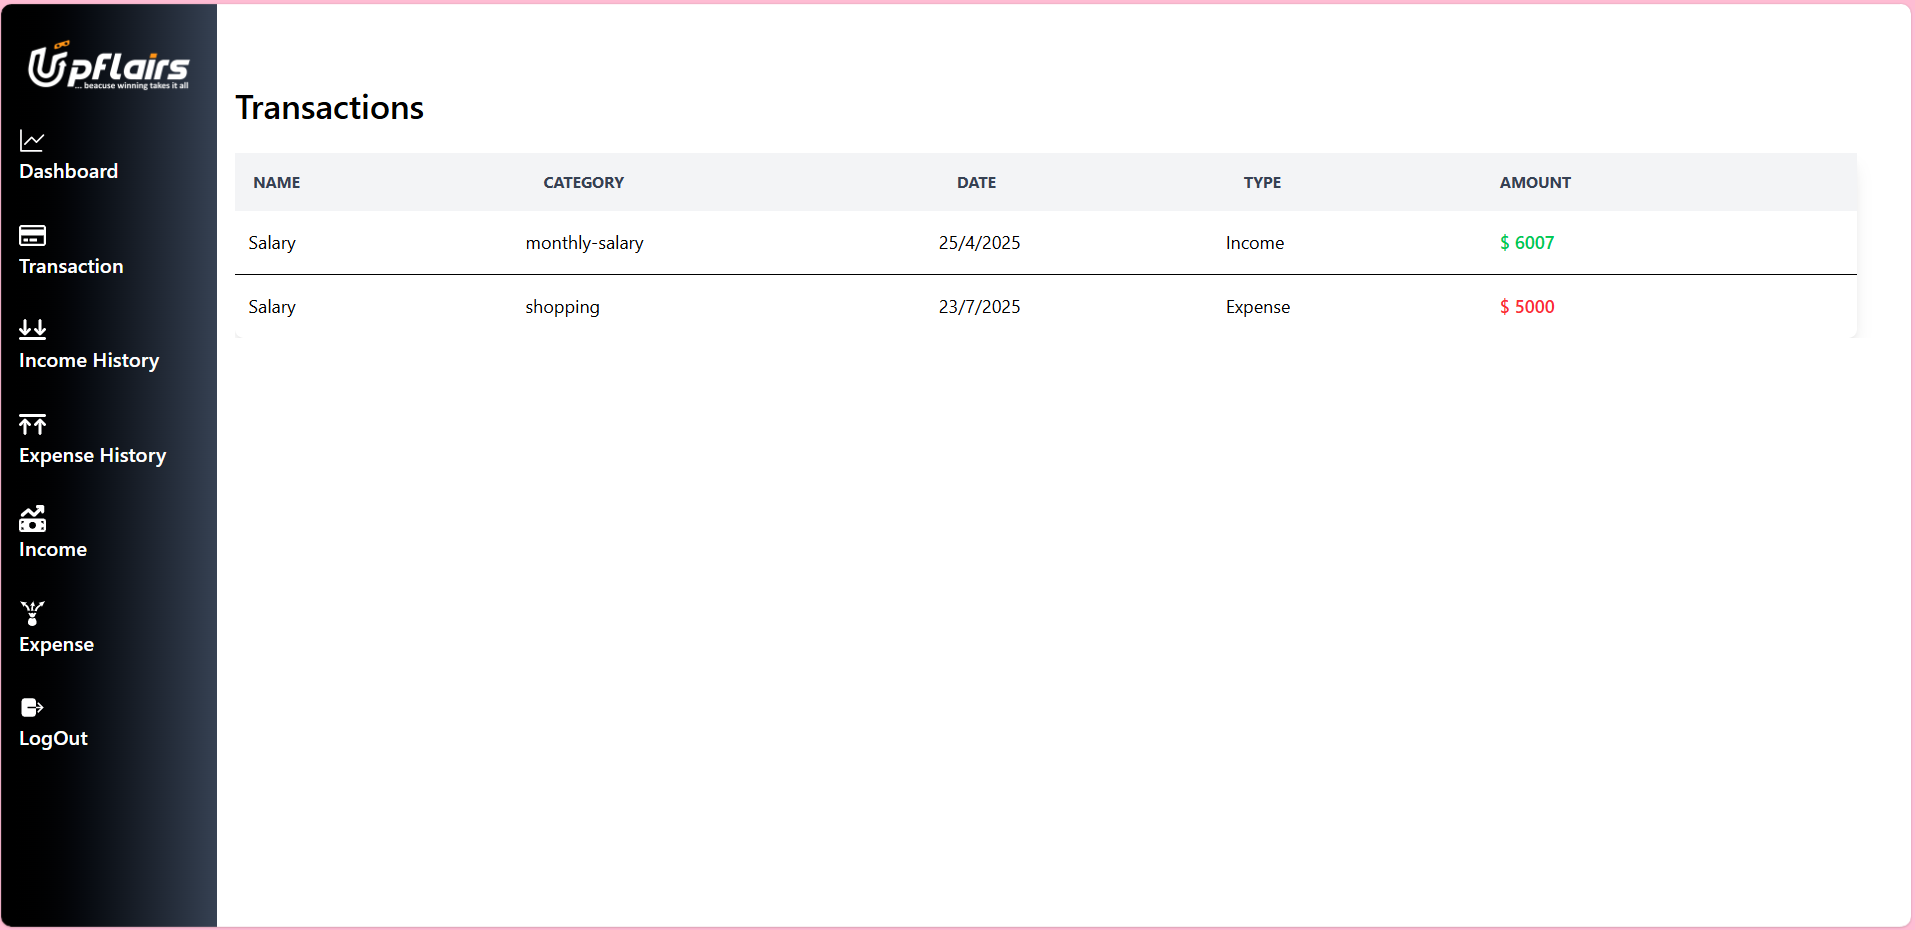 Upflairs
... beacuse winning takes it all
Dashboard
Transaction
Income History
Expense History
Income
Expense
LogOut
Transactions
NAME CATEGORY DATE TYPE AMOUNT
Salary monthly-salary 25/4/2025 Income $ 6007
Salary shopping 23/7/2025 Expense $ 5000